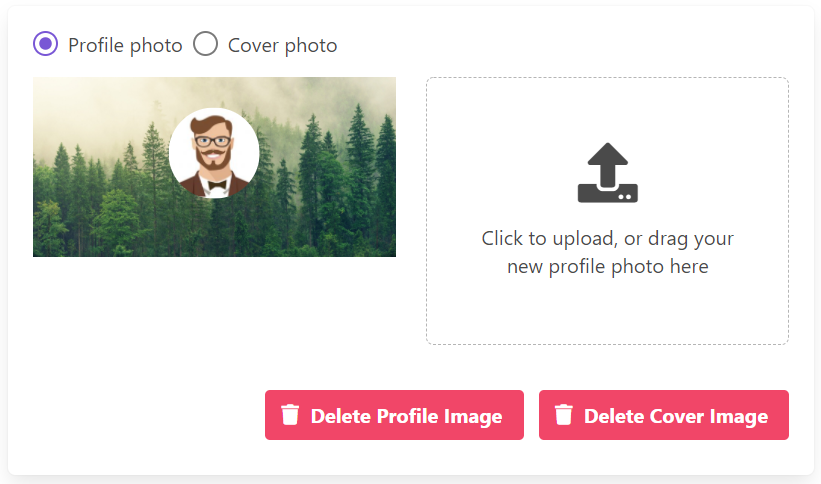 Profile photo
Cover photo
Click to upload, or drag your
new profile photo here
Delete Profile Image
Delete Cover Image